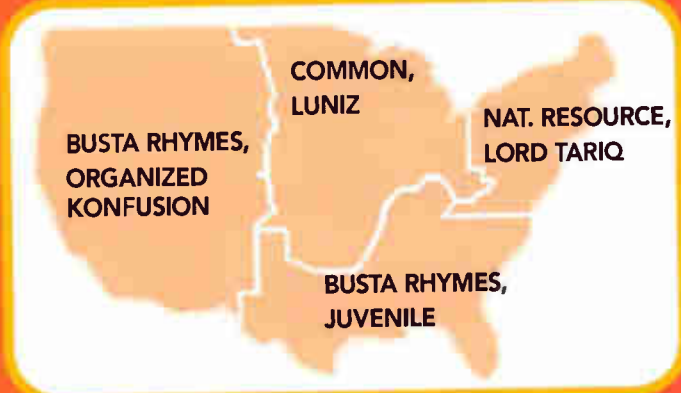 COMMON,
LUNIZ
NAT. RESOURCE,
LORD TARIQ
BUSTA RHYMES,
ORGANIZED
KONFUSION
BUSTA RHYMES,
JUVENILE